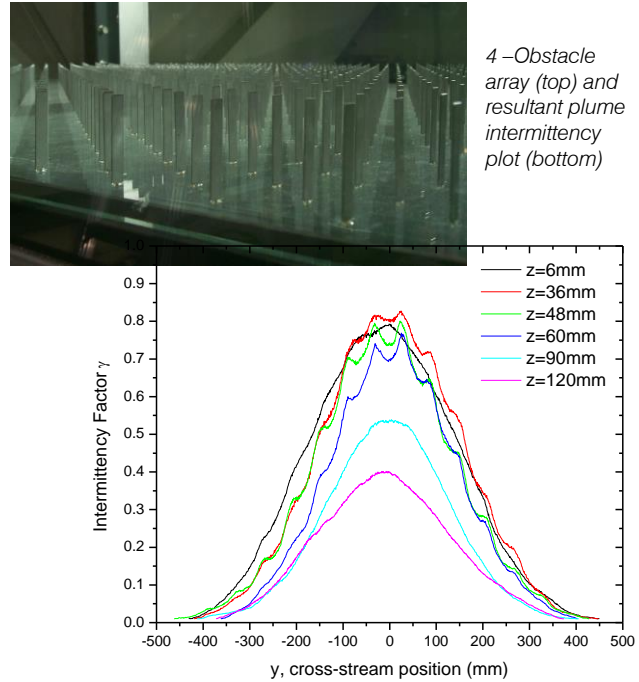 4 –Obstacle
array (top) and
resultant plume
intermittency
plot (bottom)
1.0
0.9
0.8
0.7
0.6
0.5
0.4
0.3
0.2
0.1
0.0
Intermittency Factor γ
z=6mm
z=36mm
z=48mm
z=60mm
z=90mm
z=120mm
-500 -400 -300 -200 -100 0 100 200 300 400 500
y, cross-stream position (mm)